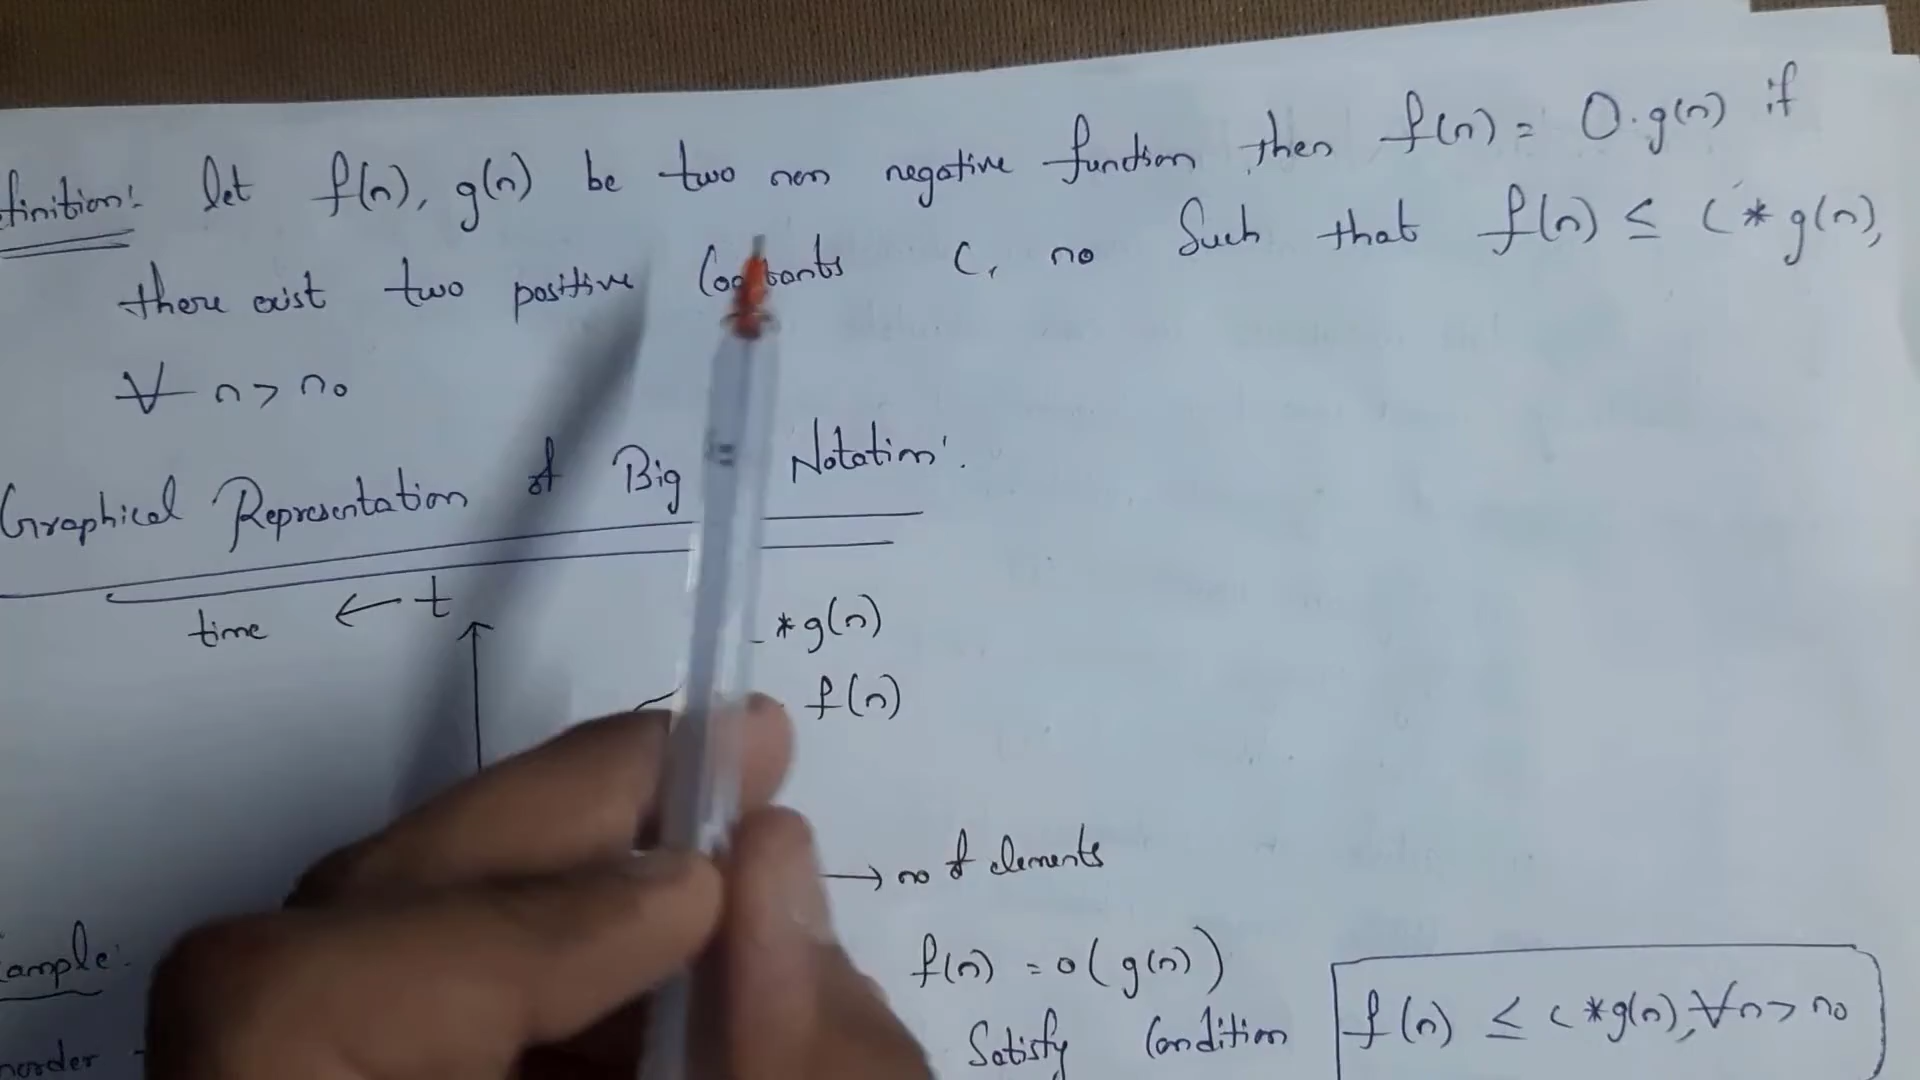 finition: let f(n), g(n) be two non negative function then f(n) = O.g(n) if
there exist two positive Constants C, no Such that f(n) ≤ C * g(n),
∀ n > no
Graphical Representation of Big Notation:
time ← t
* g(n)
f(n)
→ no of elements
ample:
f(n) = o(g(n))
Satisfy Condition
f(n) ≤ c * g(n), ∀n > no